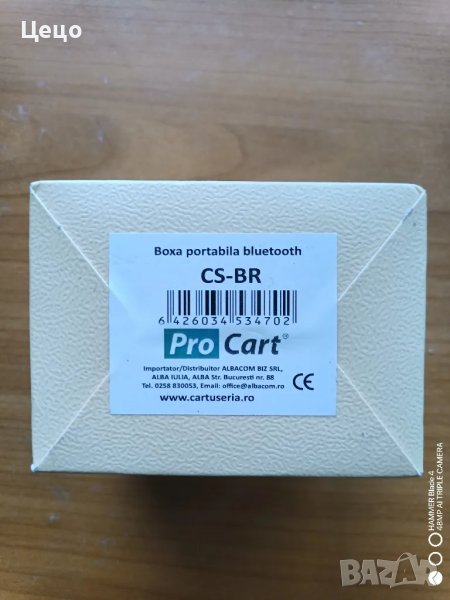 Цецо
Boxa portabila bluetooth
CS-BR
6 426034 534702
ProCart®
Importator/Distribuitor ALBACOM BIZ SRL,
ALBA IULIA, ALBA Str. Bucuresti nr. 88
Tel. 0258 830053, Email: office@albacom.ro
CE
www.cartuseria.ro
HAMMER Blade 4
48MP AI TRIPLE CAMERA
BAZAR